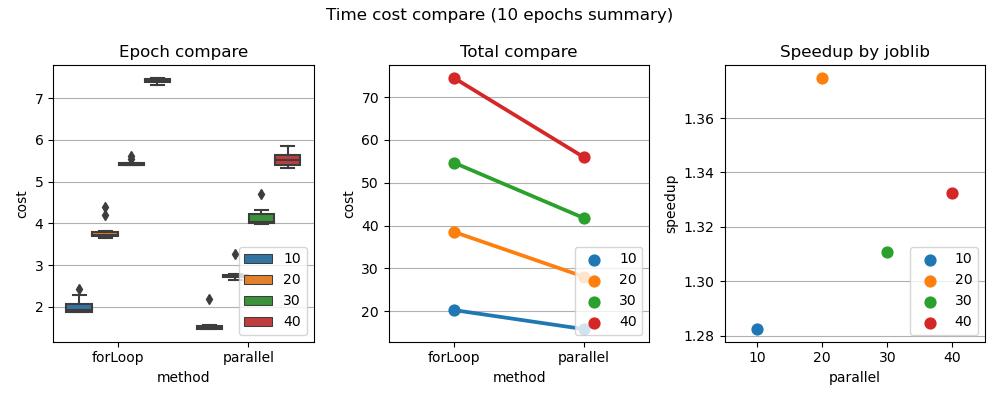 Time cost compare (10 epochs summary)
Epoch compare
7
6
5
4
3
2
cost
forLoop
parallel
method
10
20
30
40
Total compare
70
60
50
40
30
20
cost
forLoop
parallel
method
10
20
30
40
Speedup by joblib
1.36
1.34
1.32
1.30
1.28
speedup
10
20
30
40
parallel
10
20
30
40